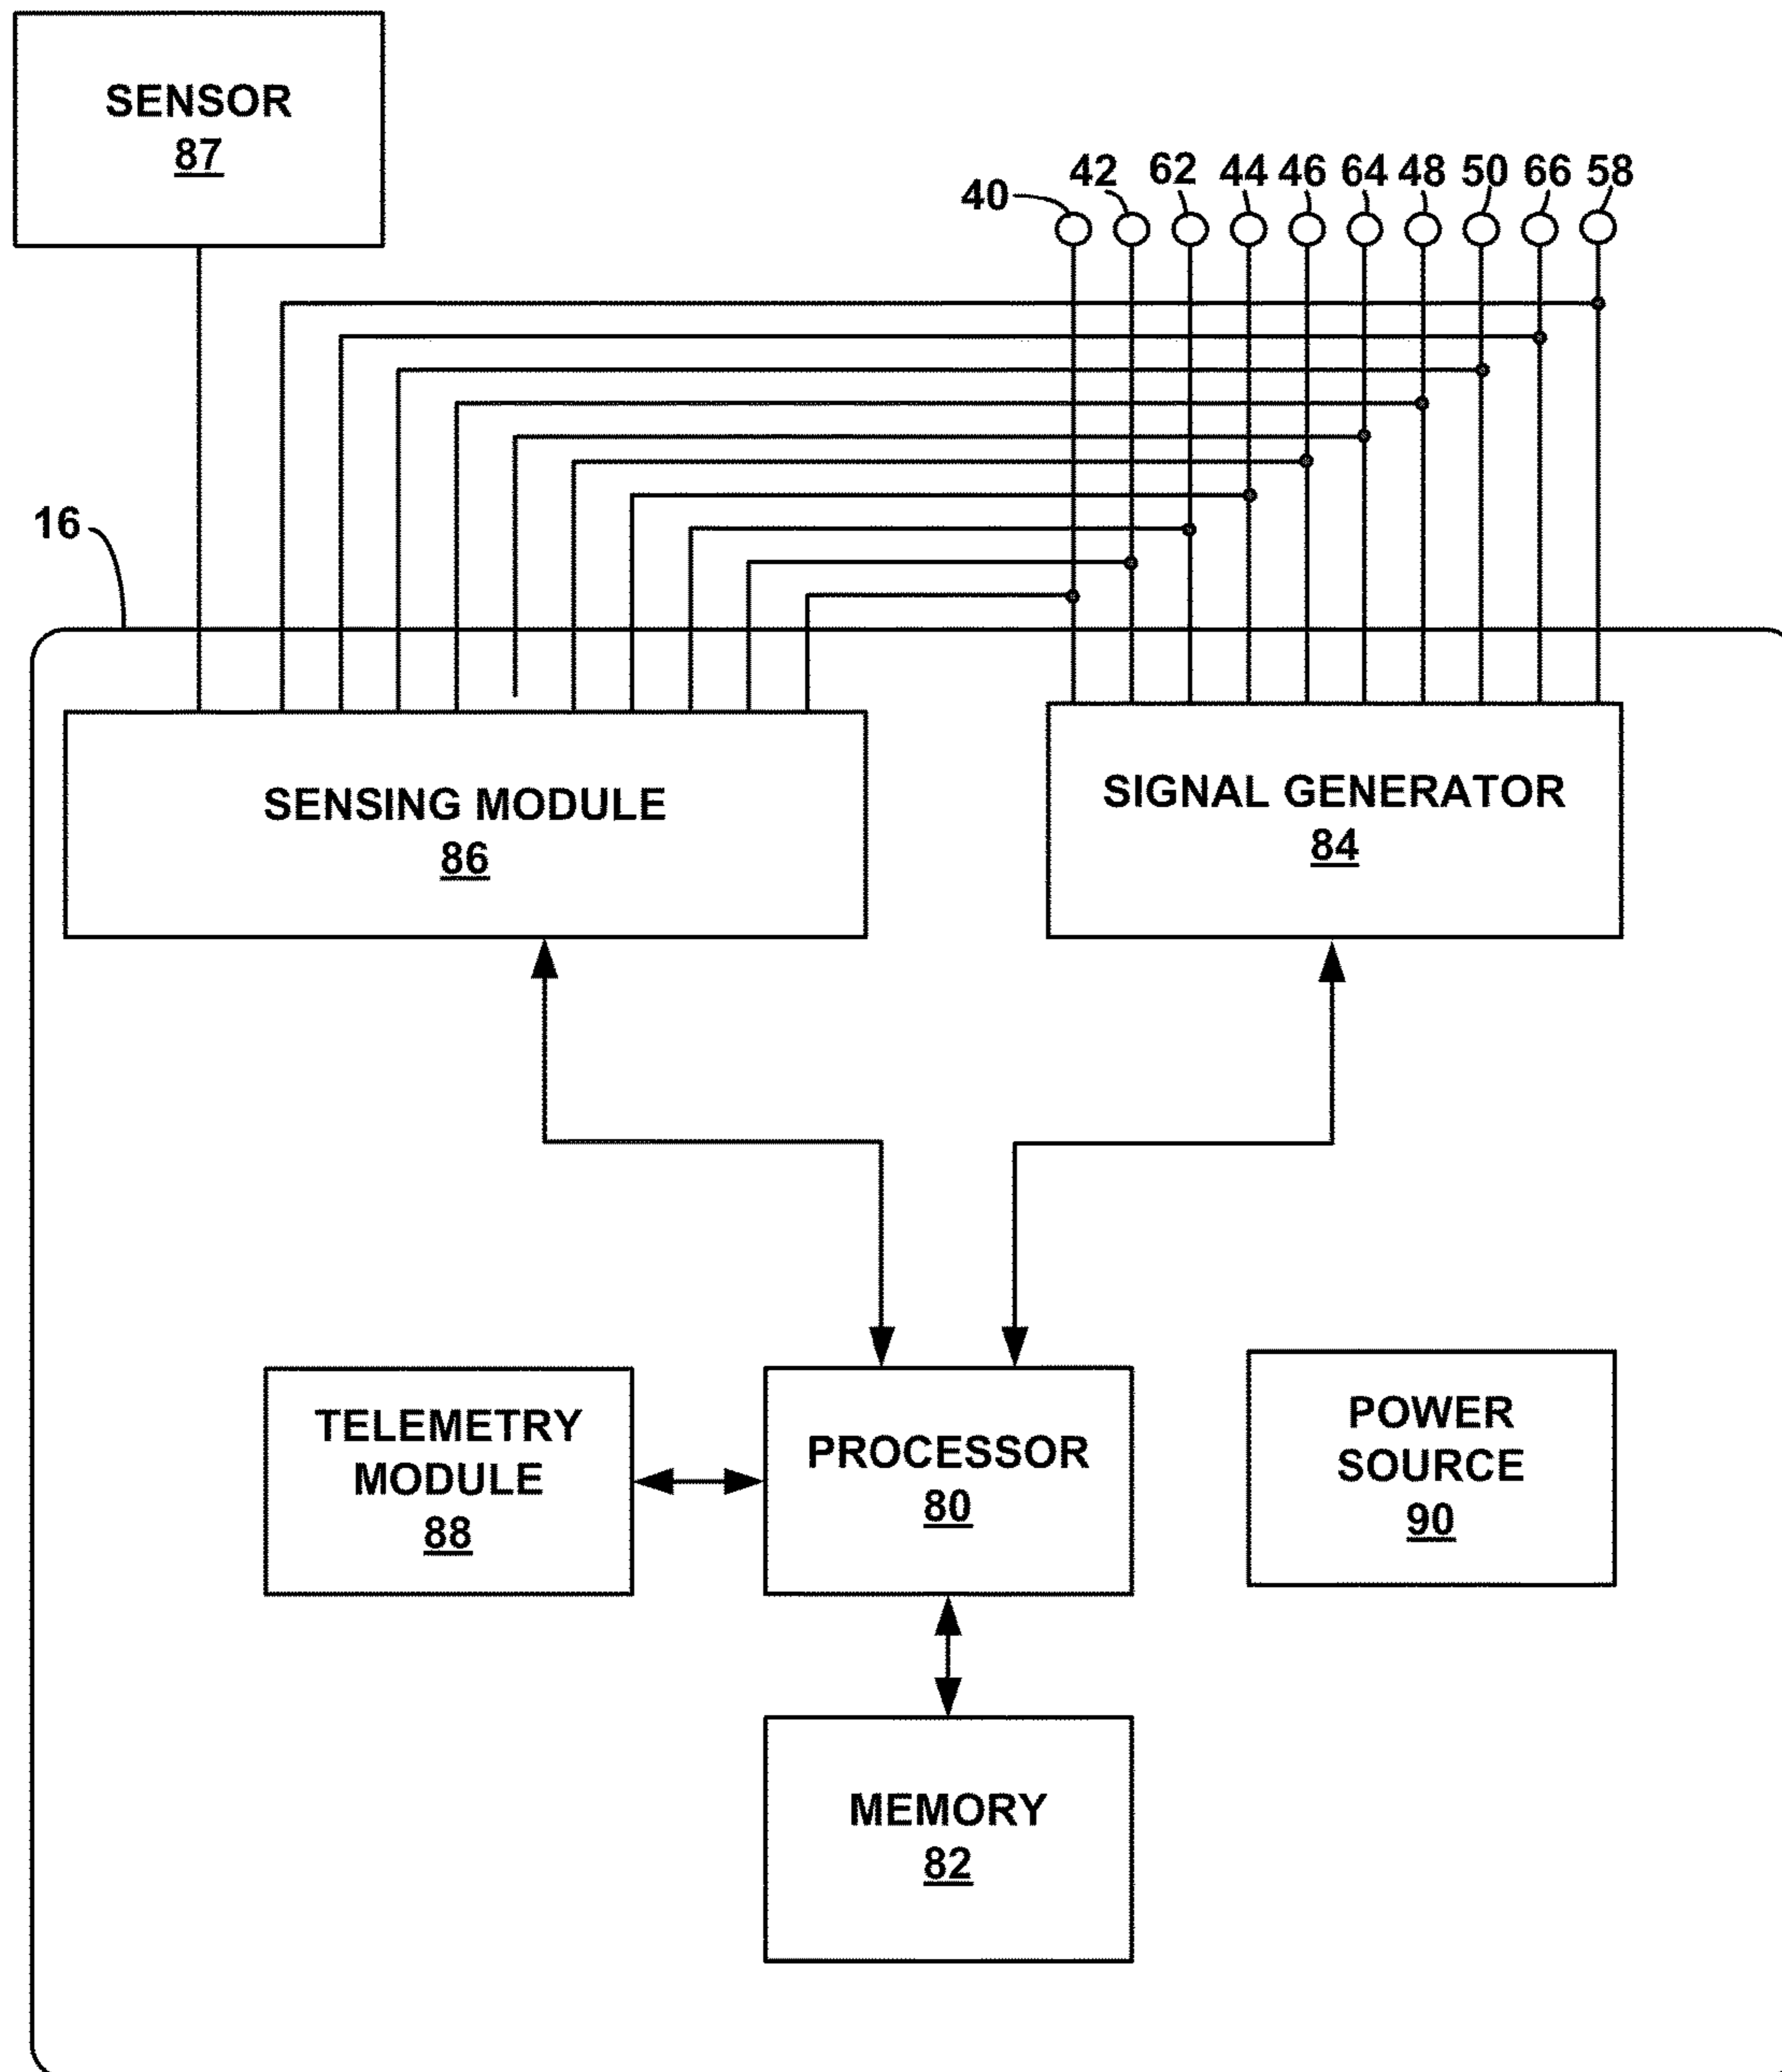 SENSOR
87
40 42 62 44 46 64 48 50 66 58
16
SENSING MODULE
86
SIGNAL GENERATOR
84
TELEMETRY
MODULE
88
PROCESSOR
80
POWER
SOURCE
90
MEMORY
82